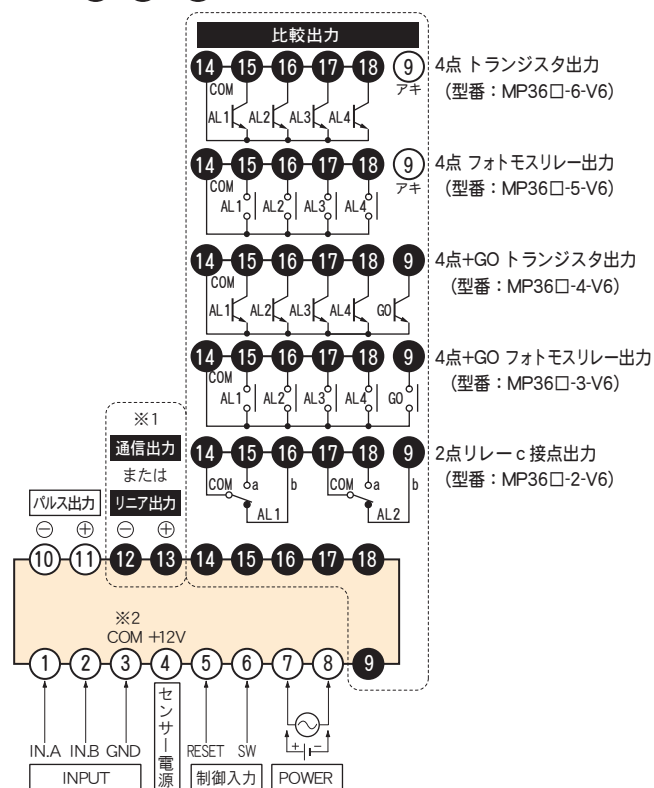 比較出力
14 15 16 17 18 9
COM アキ
AL1 AL2 AL3 AL4
4点 トランジスタ出力
(型番:MP36□-6-V6)
14 15 16 17 18 9
COM アキ
AL1 AL2 AL3 AL4
4点 フォトモスリレー出力
(型番:MP36□-5-V6)
14 15 16 17 18 9
COM
AL1 AL2 AL3 AL4 GO
4点+GO トランジスタ出力
(型番:MP36□-4-V6)
14 15 16 17 18 9
COM
AL1 AL2 AL3 AL4 GO
4点+GO フォトモスリレー出力
(型番:MP36□-3-V6)
14 15 16 17 18 9
COM a b COM a b
AL1 AL2
2点リレー c 接点出力
(型番:MP36□-2-V6)
※1
通信出力
または
パルス出力 リニア出力
⊖ ⊕ ⊖ ⊕
10 11 12 13 14 15 16 17 18
※2
COM +12V
1 2 3 4 5 6 7 8 9
IN.A IN.B GND
INPUT
センサー電源
RESET SW
制御入力
+ −
POWER